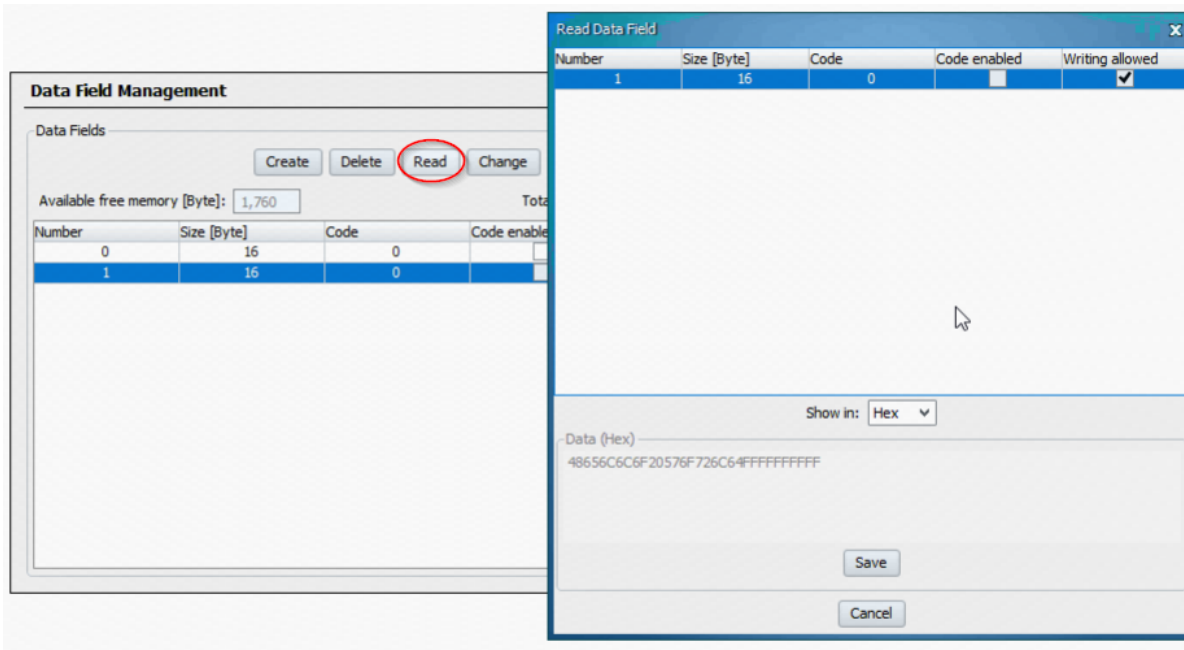 Data Field Management
Data Fields
Create Delete Read Change
Available free memory [Byte]: 1,760 Tota
Number Size [Byte] Code Code enable
0 16 0
1 16 0
Read Data Field
Number Size [Byte] Code Code enabled Writing allowed
1 16 0
Show in: Hex
Data (Hex)
48656C6C6F20576F726C64FFFFFFFFFF
Save
Cancel